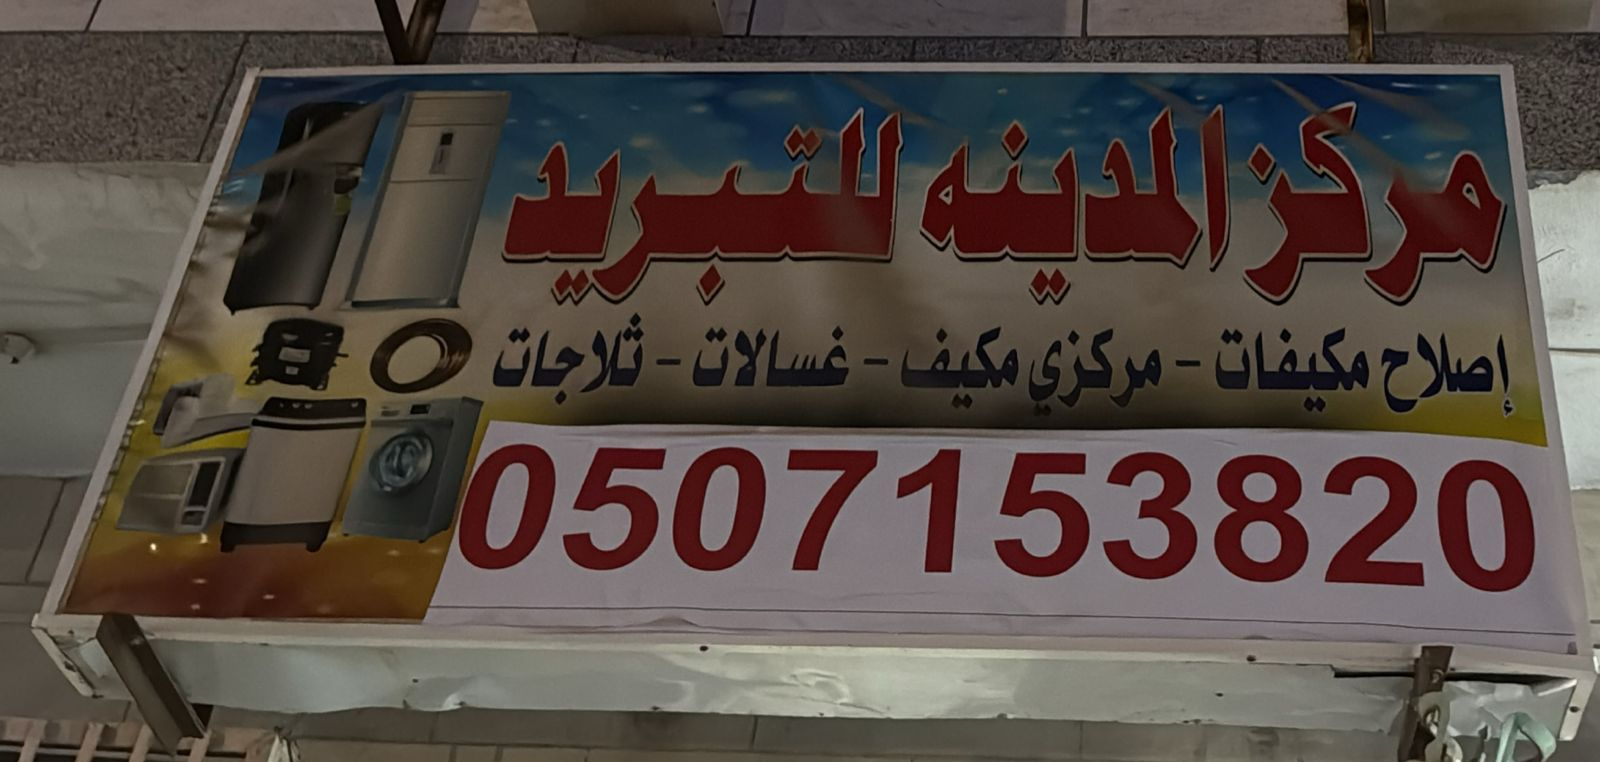 مركز المدينه للتبريد
إصلاح مكيفات - مركزي مكيف - غسالات - ثلاجات
0507153820